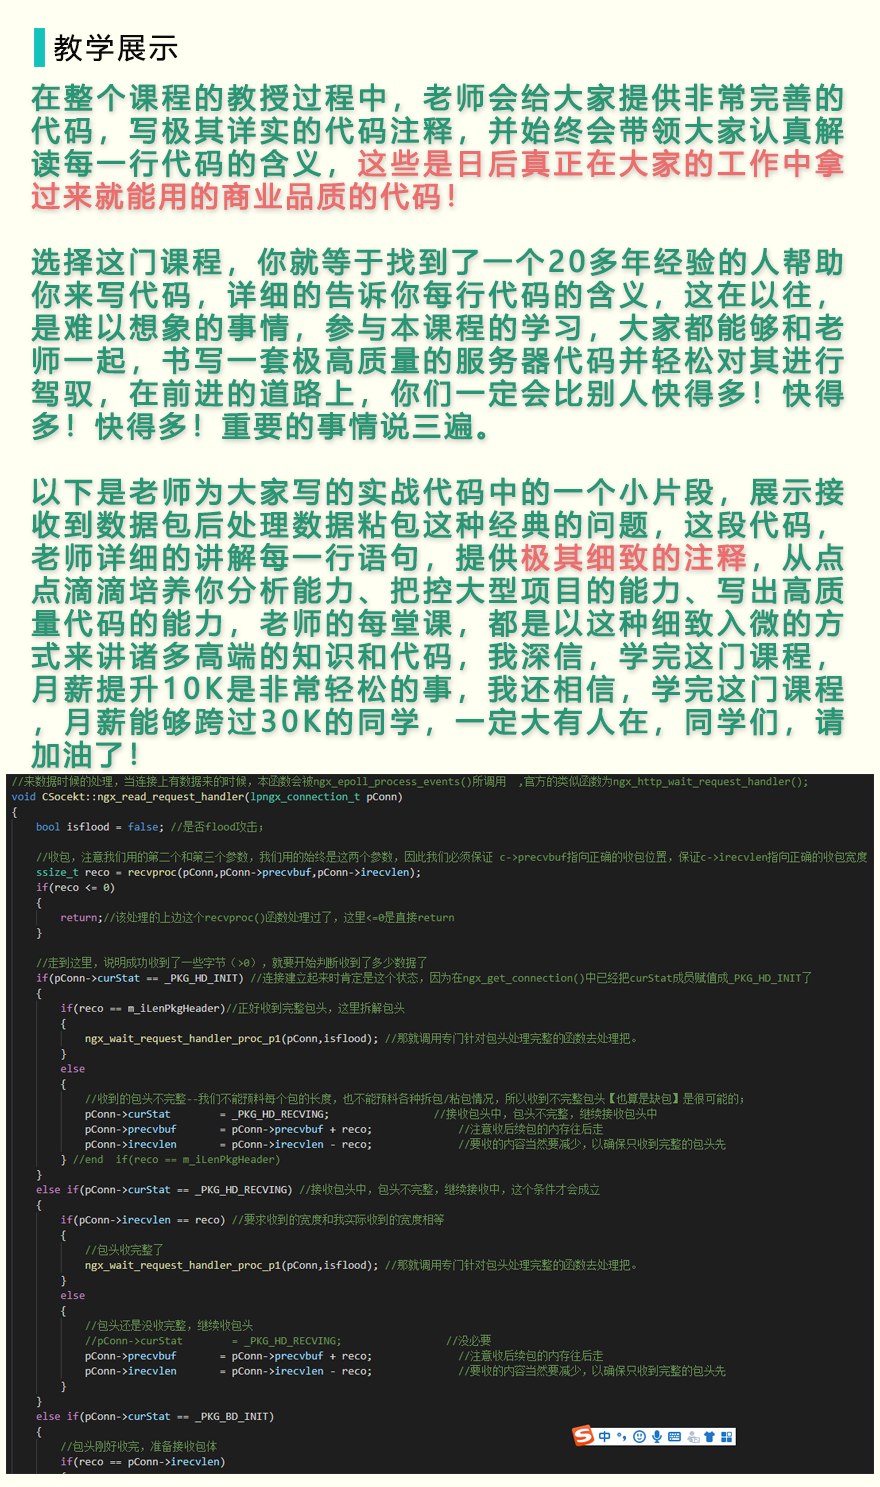 教学展示
在整个课程的教授过程中，老师会给大家提供非常完善的
代码，写极其详实的代码注释，并始终会带领大家认真解
读每一行代码的含义，这些是日后真正在大家的工作中拿
过来就能用的商业品质的代码！
选择这门课程，你就等于找到了一个20多年经验的人帮助
你来写代码，详细的告诉你每行代码的含义，这在以往，
是难以想象的事情，参与本课程的学习，大家都能够和老
师一起，书写一套极高质量的服务器代码并轻松对其进行
驾驭，在前进的道路上，你们一定会比别人快得多！快得
多！快得多！重要的事情说三遍。
以下是老师为大家写的实战代码中的一个小片段，展示接
收到数据包后处理数据粘包这种经典的问题，这段代码，
老师详细的讲解每一行语句，提供极其细致的注释，从点
点滴滴培养你分析能力、把控大型项目的能力、写出高质
量代码的能力，老师的每堂课，都是以这种细致入微的方
式来讲诸多高端的知识和代码，我深信，学完这门课程，
月薪提升10K是非常轻松的事，我还相信，学完这门课程
，月薪能够跨过30K的同学，一定大有人在，同学们，请
加油了！
//来数据时候的处理，当连接上有数据来的时候，本函数会被ngx_epoll_process_events()所调用  ,官方的类似函数为ngx_http_wait_request_handler();
void CSocekt::ngx_read_request_handler(lpngx_connection_t pConn)
{
bool isflood = false; //是否flood攻击；
//收包，注意我们用的第二个和第三个参数，我们用的始终是这两个参数，因此我们必须保证 c->precvbuf指向正确的收包位置，保证c->irecvlen指向正确的收包宽度
ssize_t reco = recvproc(pConn,pConn->precvbuf,pConn->irecvlen);
if(reco <= 0)
{
return;//该处理的上边这个recvproc()函数处理过了，这里<=0是直接return
}
//走到这里，说明成功收到了一些字节（>0），就要开始判断收到了多少数据了
if(pConn->curStat == _PKG_HD_INIT) //连接建立起来时肯定是这个状态，因为在ngx_get_connection()中已经把curStat成员赋值成_PKG_HD_INIT了
{
if(reco == m_iLenPkgHeader)//正好收到完整包头，这里拆解包头
{
ngx_wait_request_handler_proc_p1(pConn,isflood); //那就调用专门针对包头处理完整的函数去处理把。
}
else
{
//收到的包头不完整--我们不能预料每个包的长度，也不能预料各种拆包/粘包情况，所以收到不完整包头【也算是缺包】是很可能的；
pConn->curStat        = _PKG_HD_RECVING;                 //接收包头中，包头不完整，继续接收包头中
pConn->precvbuf       = pConn->precvbuf + reco;              //注意收后续包的内存往后走
pConn->irecvlen       = pConn->irecvlen - reco;              //要收的内容当然要减少，以确保只收到完整的包头先
} //end  if(reco == m_iLenPkgHeader)
}
else if(pConn->curStat == _PKG_HD_RECVING) //接收包头中，包头不完整，继续接收中，这个条件才会成立
{
if(pConn->irecvlen == reco) //要求收到的宽度和我实际收到的宽度相等
{
//包头收完整了
ngx_wait_request_handler_proc_p1(pConn,isflood); //那就调用专门针对包头处理完整的函数去处理把。
}
else
{
//包头还是没收完整，继续收包头
//pConn->curStat        = _PKG_HD_RECVING;                 //没必要
pConn->precvbuf       = pConn->precvbuf + reco;              //注意收后续包的内存往后走
pConn->irecvlen       = pConn->irecvlen - reco;              //要收的内容当然要减少，以确保只收到完整的包头先
}
}
else if(pConn->curStat == _PKG_BD_INIT)
{
中
//包头刚好收完，准备接收包体
if(reco == pConn->irecvlen)